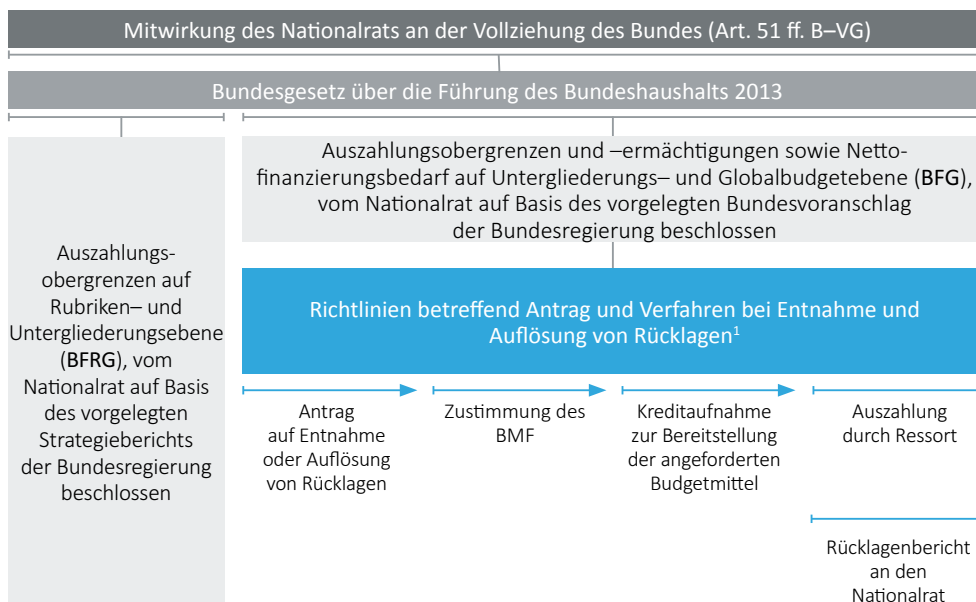 Mitwirkung des Nationalrats an der Vollziehung des Bundes (Art. 51 ff. B–VG)
Bundesgesetz über die Führung des Bundeshaushalts 2013
Auszahlungs-
obergrenzen auf
Rubriken– und
Untergliederungsebene
(BFRG), vom
Nationalrat auf Basis
des vorgelegten
Strategieberichts
der Bundesregierung
beschlossen
Auszahlungsobergrenzen und –ermächtigungen sowie Netto-
finanzierungsbedarf auf Untergliederungs– und Globalbudgetebene (BFG),
vom Nationalrat auf Basis des vorgelegten Bundesvoranschlag
der Bundesregierung beschlossen
Richtlinien betreffend Antrag und Verfahren bei Entnahme und
Auflösung von Rücklagen¹
Antrag
auf Entnahme
oder Auflösung
von Rücklagen
Zustimmung des
BMF
Kreditaufnahme
zur Bereitstellung
der angeforderten
Budgetmittel
Auszahlung
durch Ressort
Rücklagenbericht
an den
Nationalrat